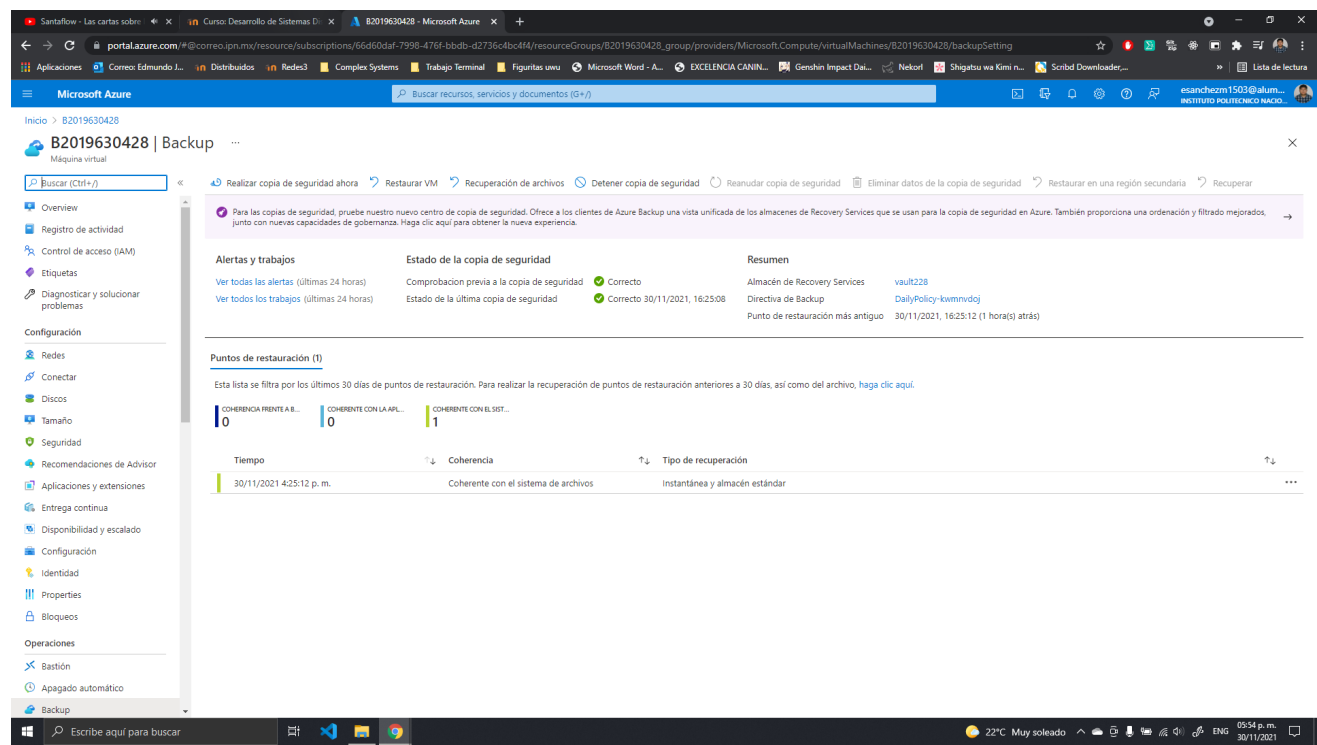 Santaflow - Las cartas sobre
Curso: Desarrollo de Sistemas Di
B2019630428 - Microsoft Azure
portal.azure.com/#@correo.ipn.mx/resource/subscriptions/66d60daf-7998-476f-bbdb-d2736c4bc4f4/resourceGroups/B2019630428_group/providers/Microsoft.Compute/virtualMachines/B2019630428/backupSetting
Aplicaciones Correo: Edmundo J... Distribuidos Redes3 Complex Systems Trabajo Terminal Figuritas uwu Microsoft Word - A... EXCELENCIA CANIN... Genshin Impact Dai... Nekorl Shigatsu wa Kimi n... Scribd Downloader,... » Lista de lectura
Microsoft Azure
Buscar recursos, servicios y documentos (G+/)
esanchezm1503@alum...
INSTITUTO POLITECNICO NACIO...
Inicio > B2019630428
B2019630428 | Backup ...
Máquina virtual
Buscar (Ctrl+/)
«
Overview
Registro de actividad
Control de acceso (IAM)
Etiquetas
Diagnosticar y solucionar
problemas
Configuración
Redes
Conectar
Discos
Tamaño
Seguridad
Recomendaciones de Advisor
Aplicaciones y extensiones
Entrega continua
Disponibilidad y escalado
Configuración
Identidad
Properties
Bloqueos
Operaciones
Bastión
Apagado automático
Backup
Realizar copia de seguridad ahora Restaurar VM Recuperación de archivos Detener copia de seguridad Reanudar copia de seguridad Eliminar datos de la copia de seguridad Restaurar en una región secundaria Recuperar
Para las copias de seguridad, pruebe nuestro nuevo centro de copia de seguridad. Ofrece a los clientes de Azure Backup una vista unificada de los almacenes de Recovery Services que se usan para la copia de seguridad en Azure. También proporciona una ordenación y filtrado mejorados,
junto con nuevas capacidades de gobernanza. Haga clic aquí para obtener la nueva experiencia.
Alertas y trabajos
Ver todas las alertas (últimas 24 horas)
Ver todos los trabajos (últimas 24 horas)
Estado de la copia de seguridad
Comprobacion previa a la copia de seguridad Correcto
Estado de la última copia de seguridad Correcto 30/11/2021, 16:25:08
Resumen
Almacén de Recovery Services vault228
Directiva de Backup DailyPolicy-kwmnvdoj
Punto de restauración más antiguo 30/11/2021, 16:25:12 (1 hora(s) atrás)
Puntos de restauración (1)
Esta lista se filtra por los últimos 30 días de puntos de restauración. Para realizar la recuperación de puntos de restauración anteriores a 30 días, así como del archivo, haga clic aquí.
COHERENCIA FRENTE A B...
0
COHERENTE CON LA APL...
0
COHERENTE CON EL SIST...
1
Tiempo Coherencia Tipo de recuperación
30/11/2021 4:25:12 p. m. Coherente con el sistema de archivos Instantánea y almacén estándar
Escribe aquí para buscar
22°C Muy soleado
ENG
05:54 p. m.
30/11/2021